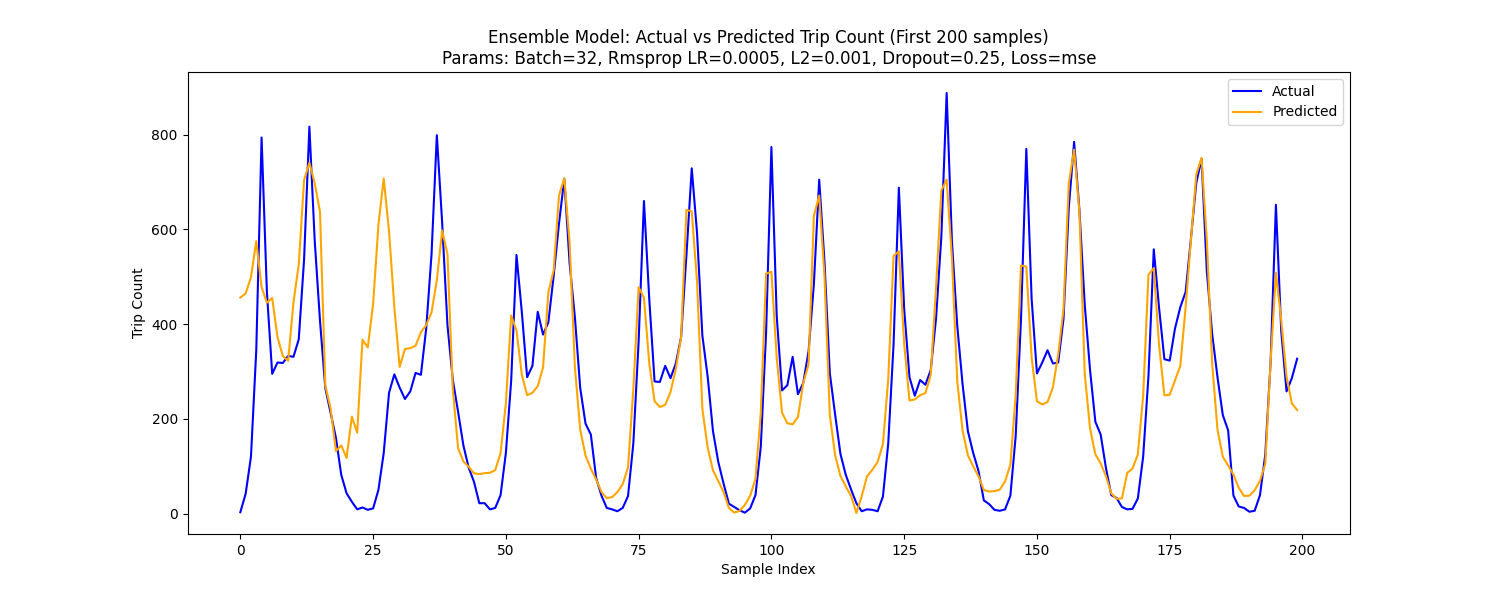 Ensemble Model: Actual vs Predicted Trip Count (First 200 samples)
Params: Batch=32, Rmsprop LR=0.0005, L2=0.001, Dropout=0.25, Loss=mse
Actual
Predicted
Trip Count
800
600
400
200
0
0 25 50 75 100 125 150 175 200
Sample Index